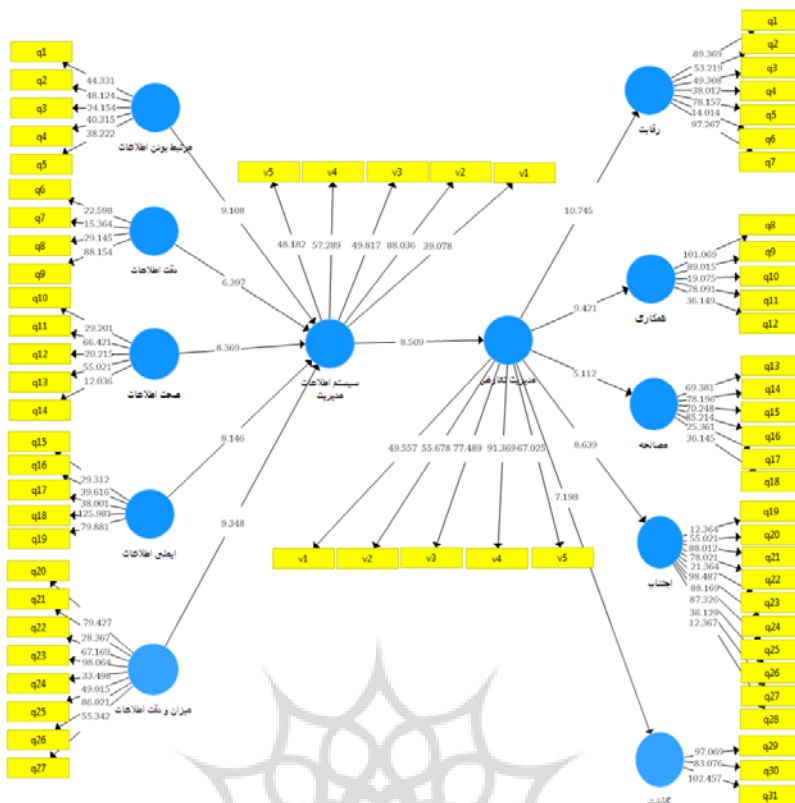 q1
q2
q3
q4
q5
44.331
48.124
24.154
40.315
38.222
مرتبط بودن اطلاعات
q6
q7
q8
q9
22.598
15.364
29.145
88.154
دقت اطلاعات
q10
q11
q12
q13
q14
29.201
66.421
20.215
55.021
12.036
صحت اطلاعات
q15
q16
q17
q18
q19
29.312
39.616
38.001
125.981
79.881
ایمنی اطلاعات
q20
q21
q22
q23
q24
q25
q26
q27
79.427
28.367
67.169
98.064
33.498
49.015
86.021
55.342
میزان و دقت اطلاعات
9.108
6.397
8.369
8.146
9.348
v5
v4
v3
v2
v1
48.182
57.289
49.817
88.036
39.078
سیستم اطلاعات
مدیریت
8.509
مدیریت تعارض
49.557
55.678
77.489
91.369
67.025
v1
v2
v3
v4
v5
10.745
9.421
5.112
8.639
7.198
q1
q2
q3
q4
q5
q6
q7
89.369
53.219
49.308
38.012
78.157
14.014
97.267
رقابت
q8
q9
q10
q11
q12
101.069
89.015
19.075
78.091
36.149
همکاری
q13
q14
q15
q16
q17
q18
69.381
78.196
70.248
85.214
25.361
36.145
مصالحه
q19
q20
q21
q22
q23
q24
q25
q26
q27
q28
12.364
55.021
88.012
78.021
21.364
98.487
88.169
87.326
36.129
12.367
اجتناب
q29
q30
q31
97.069
83.076
102.457